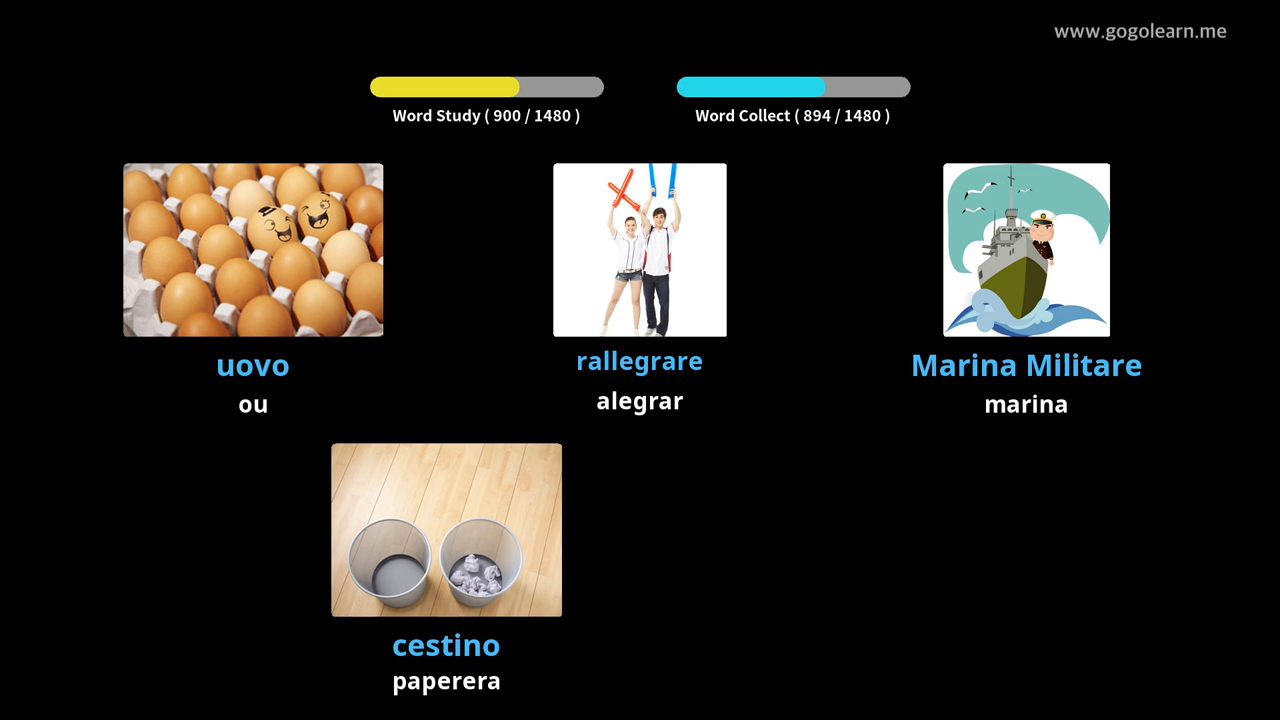 www.gogolearn.me
Word Study ( 900 / 1480 )
Word Collect ( 894 / 1480 )
uovo
ou
rallegrare
alegrar
Marina Militare
marina
cestino
paperera